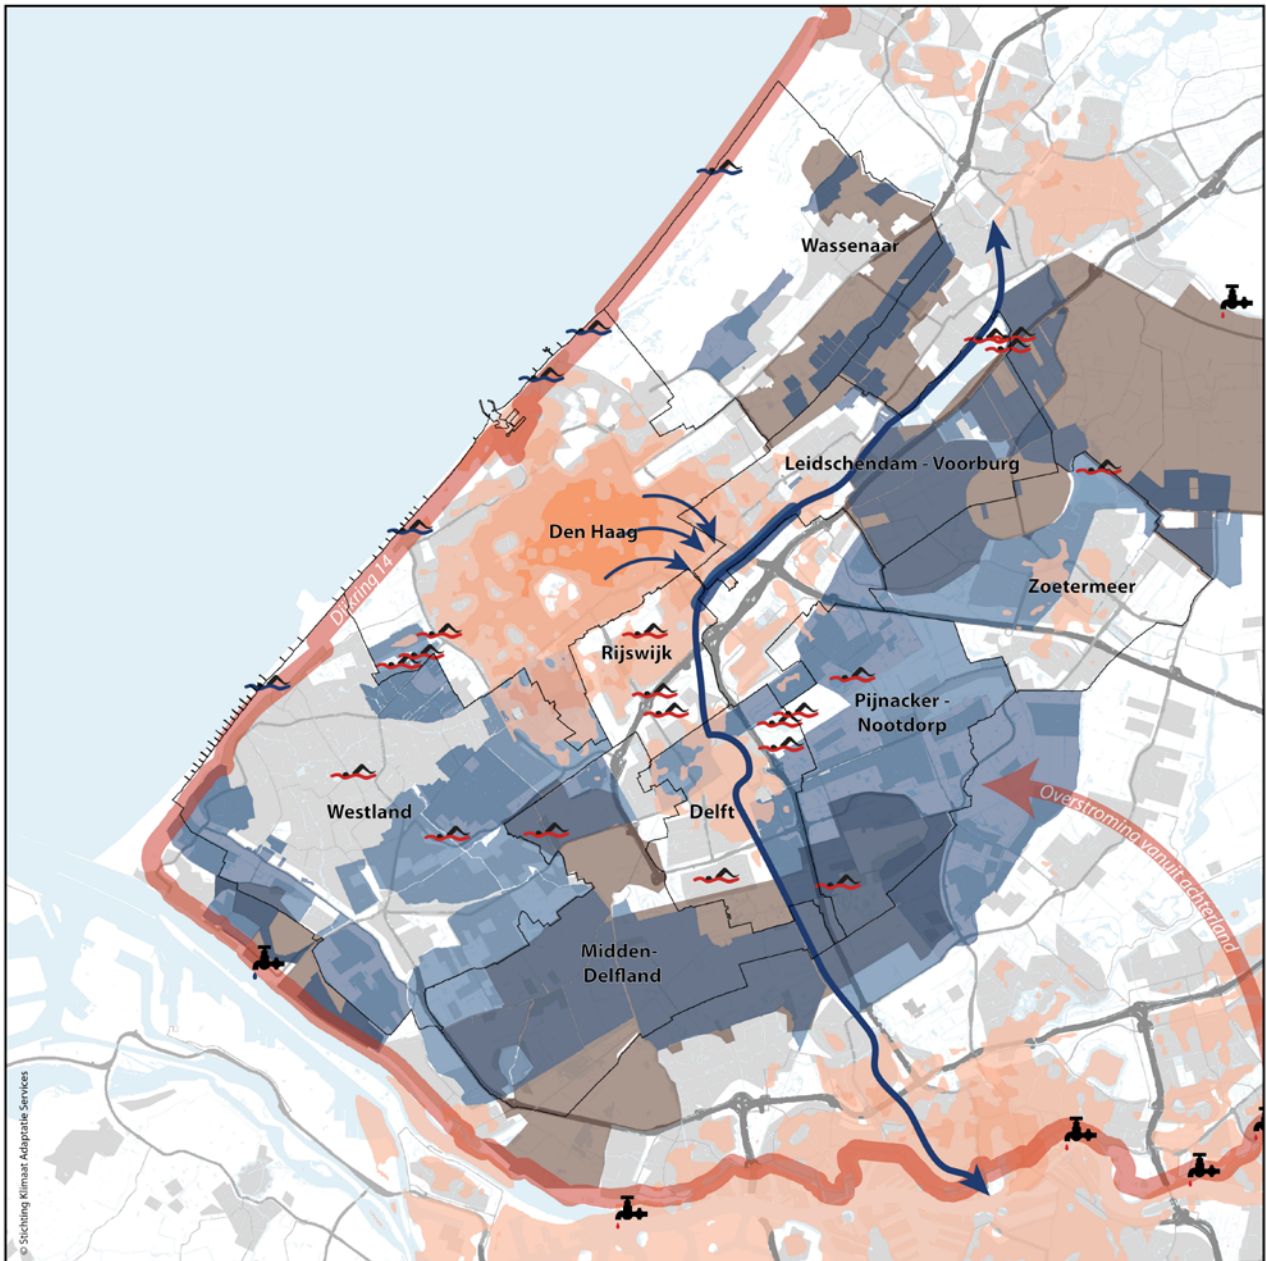 Wassenaar
Leidschendam - Voorburg
Den Haag
Zoetermeer
Dijkring 14
Rijswijk
Pijnacker -
Nootdorp
Overstroming vanuit achterland
Westland
Delft
Midden-
Delfland
© Stichting Klimaat Adaptatie Services